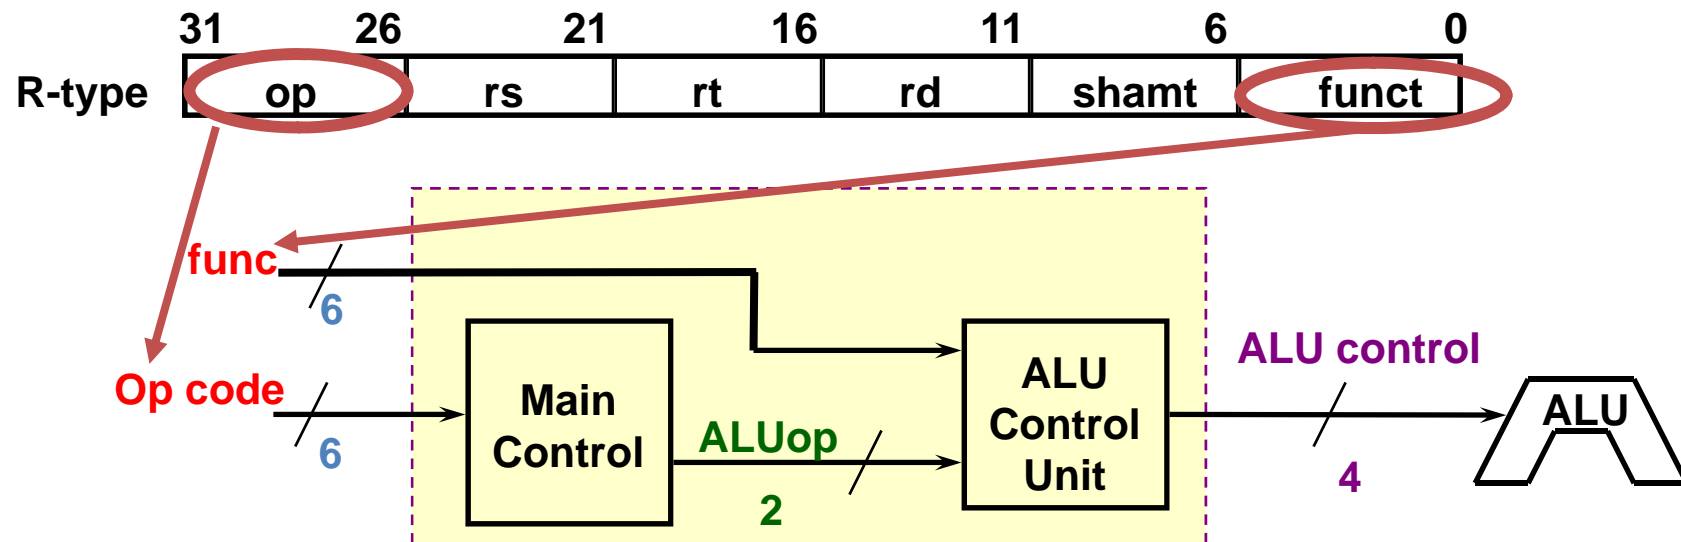 31 26 21 16 11 6 0
R-type op rs rt rd shamt funct
func
6
Op code
6
Main
Control
ALUop
2
ALU
Control
Unit
ALU control
4
ALU